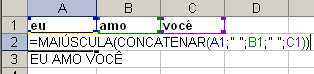 A B C D
1 eu amo você
2 =MAIÚSCULA(CONCATENAR(A1;" ";B1;" ";C1))
3 EU AMO VOCÊ